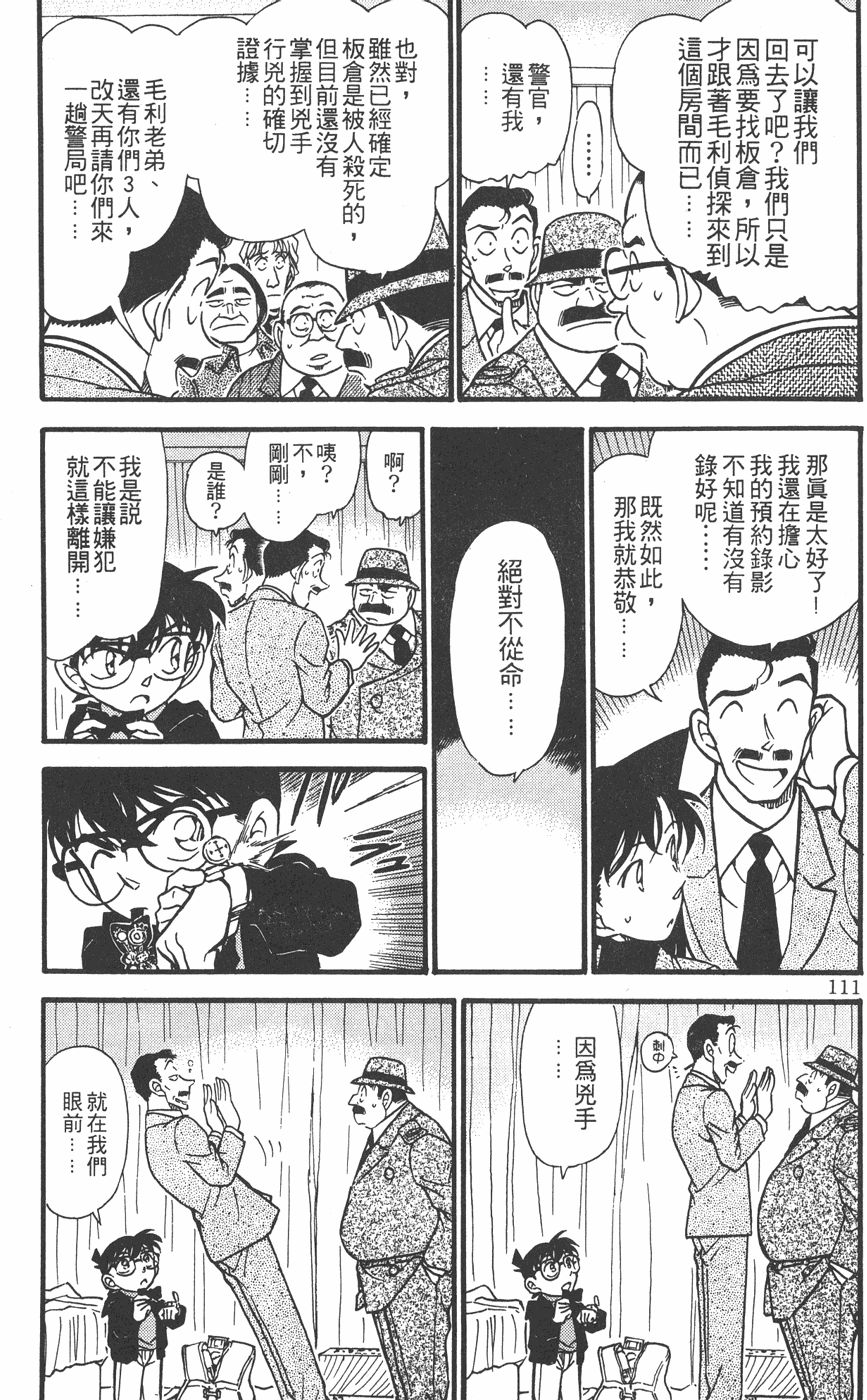 可以讓我們
回去了吧?我們只是
因爲要找板倉,所以
才跟著毛利偵探來到
這個房間而已……
……
警官,
還有我
……
也對,
雖然已經確定
板倉是被人殺死的,
但目前還沒有
掌握到兇手
行兇的確切
證據……
毛利老弟、
還有你們3人,
改天再請你們來
一趟警局吧……
那眞是太好了!
我還在擔心
我的預約錄影
不知道有沒有
錄好呢……
既然如此,
那我就恭敬……
絕對不從命……
啊?
咦?
不,
剛剛……
是誰?
我是說
不能讓嫌犯
就這樣離開
……
111
刺中
因爲兇手
……
就在我們
眼前……